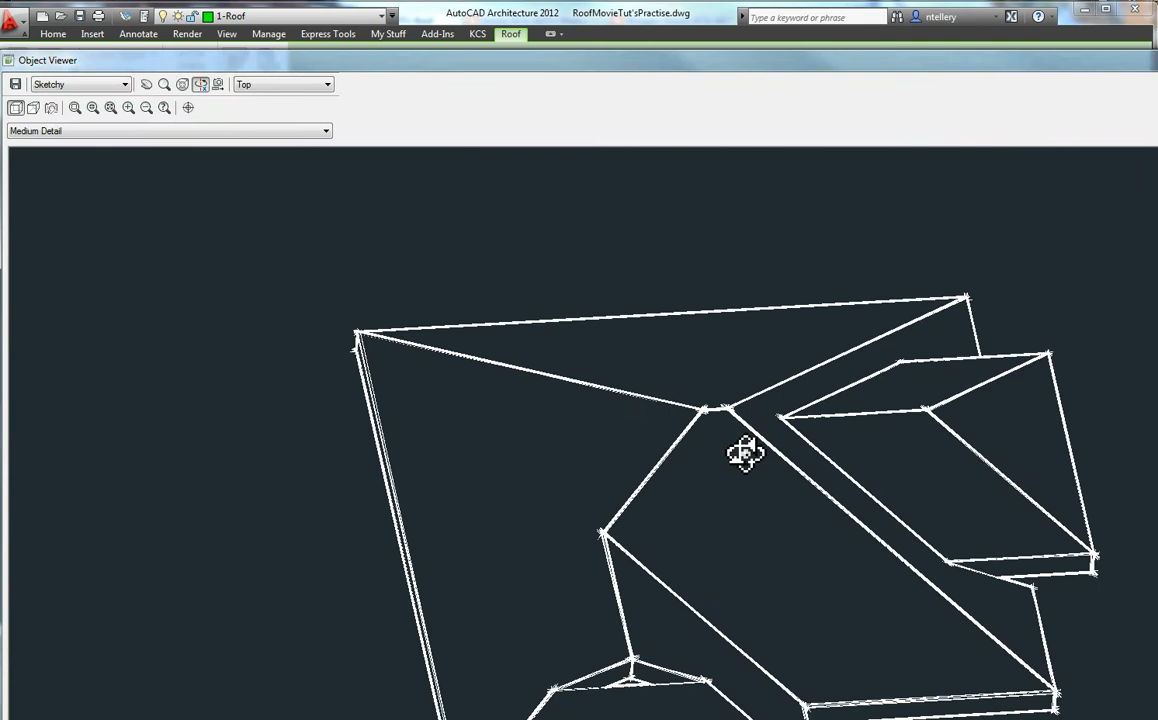 1-Roof AutoCAD Architecture 2012 RoofMovieTut'sPractise.dwg Type a keyword or phrase ntellery
Home Insert Annotate Render View Manage Express Tools My Stuff Add-Ins KCS Roof
Object Viewer
Sketchy Top
Medium Detail